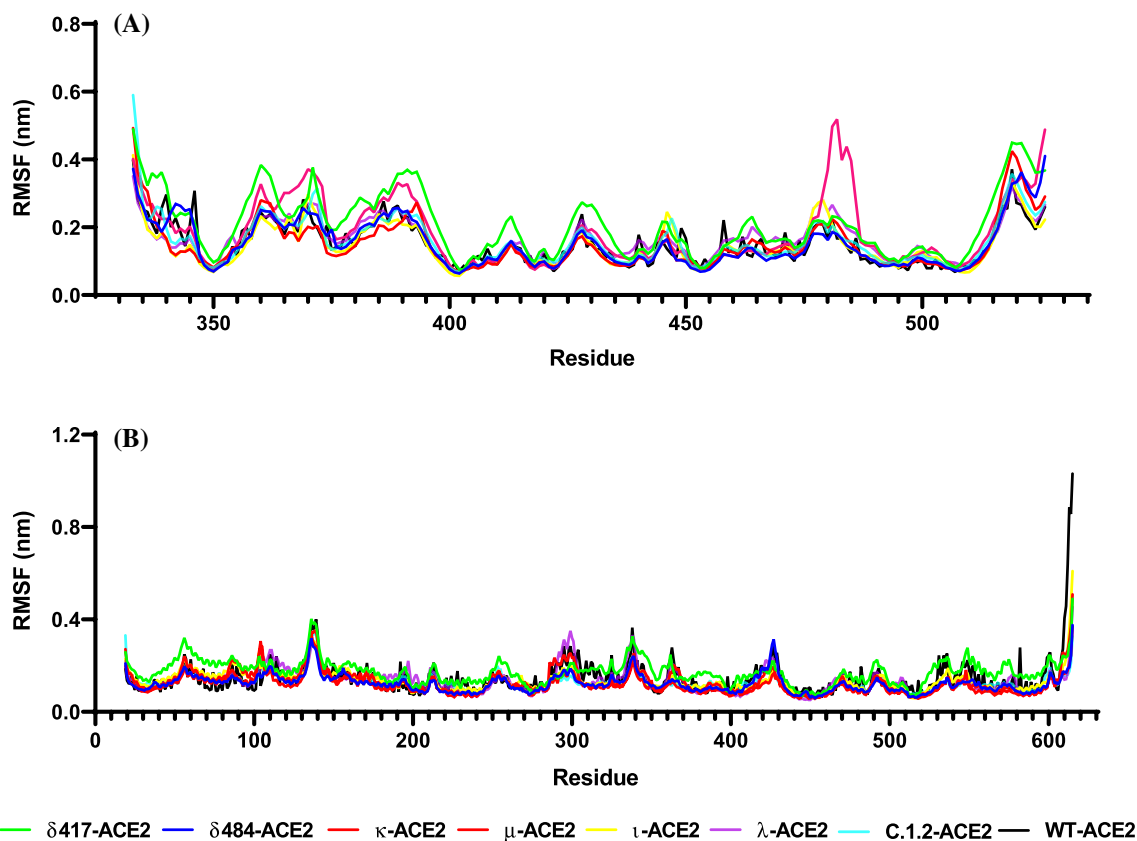 (A)
0.8
0.6
0.4
0.2
0.0
RMSF (nm)
350 400 450 500
Residue
(B)
1.2
0.8
0.4
0.0
RMSF (nm)
0 100 200 300 400 500 600
Residue
δ417-ACE2 δ484-ACE2 κ-ACE2 μ-ACE2 ι-ACE2 λ-ACE2 C.1.2-ACE2 WT-ACE2